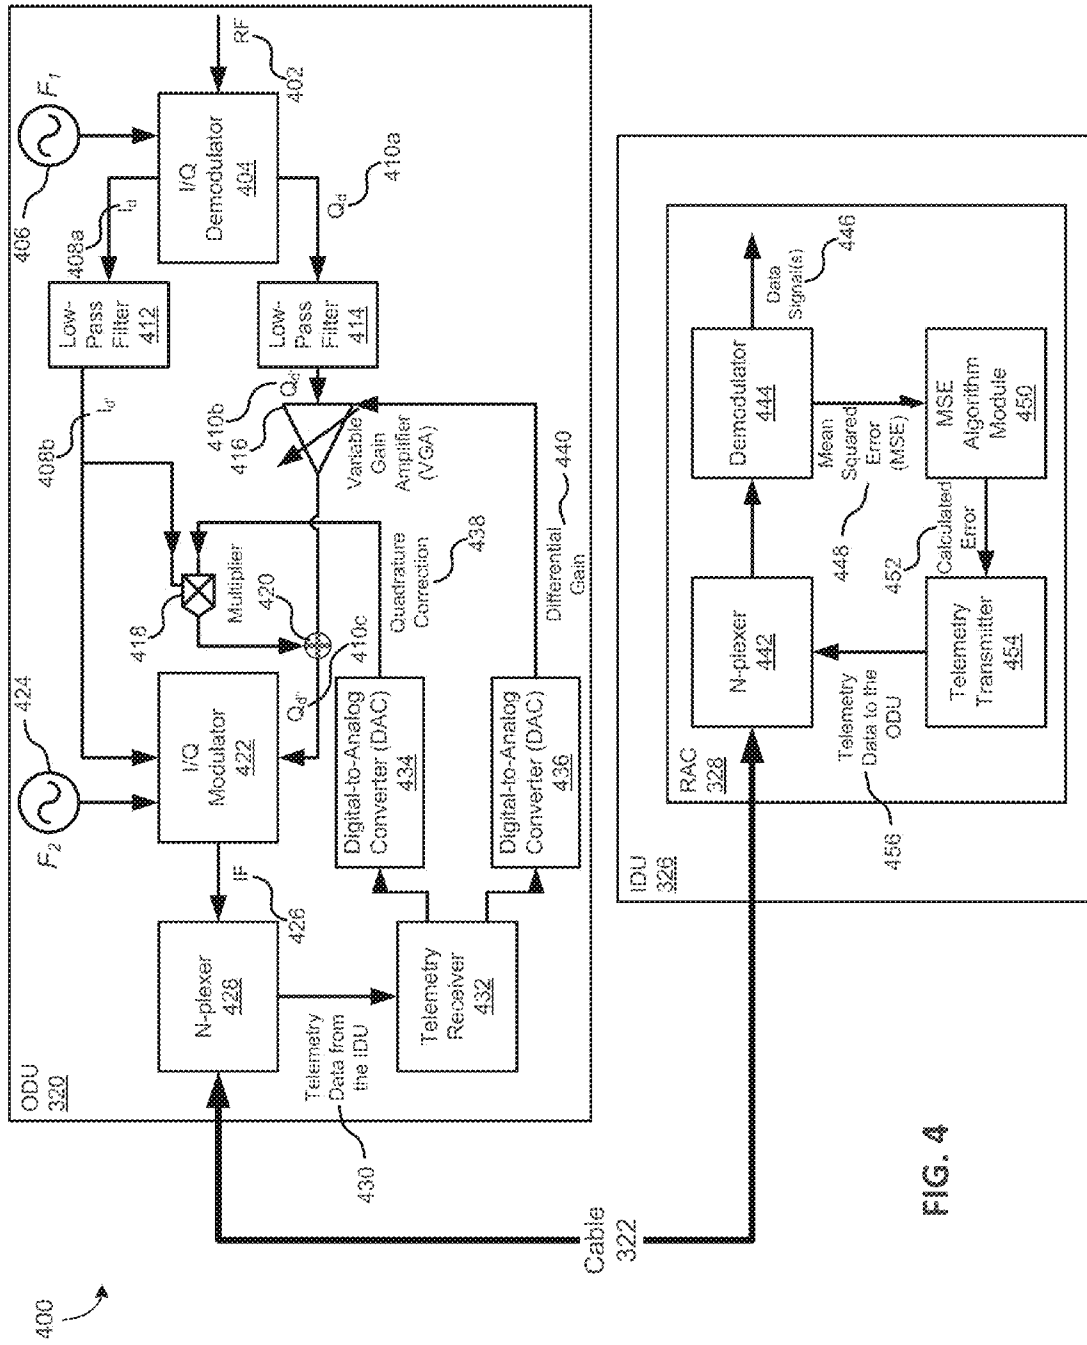 400
ODU
320
RF
402
F1
406
I/Q
Demodulator
404
Id
408a
Qd
410a
Low-
Pass
Filter
412
Low-
Pass
Filter
414
Id'
408b
Qd'
410b
416
Variable
Gain
Amplifier
(VGA)
418
Multiplier
420
Qd''
410c
F2
424
I/Q
Modulator
422
IF
426
N-plexer
428
Telemetry
Data from
the IDU
430
Telemetry
Receiver
432
Digital-to-Analog
Converter (DAC)
434
Digital-to-Analog
Converter (DAC)
436
Quadrature
Correction
438
Differential
Gain
440
Cable
322
IDU
326
RAC
328
N-plexer
442
Demodulator
444
Data
Signal(s)
446
Mean
Squared
Error
(MSE)
448
MSE
Algorithm
Module
450
Calculated
Error
452
Telemetry
Transmitter
454
Telemetry
Data to the
ODU
456
FIG. 4